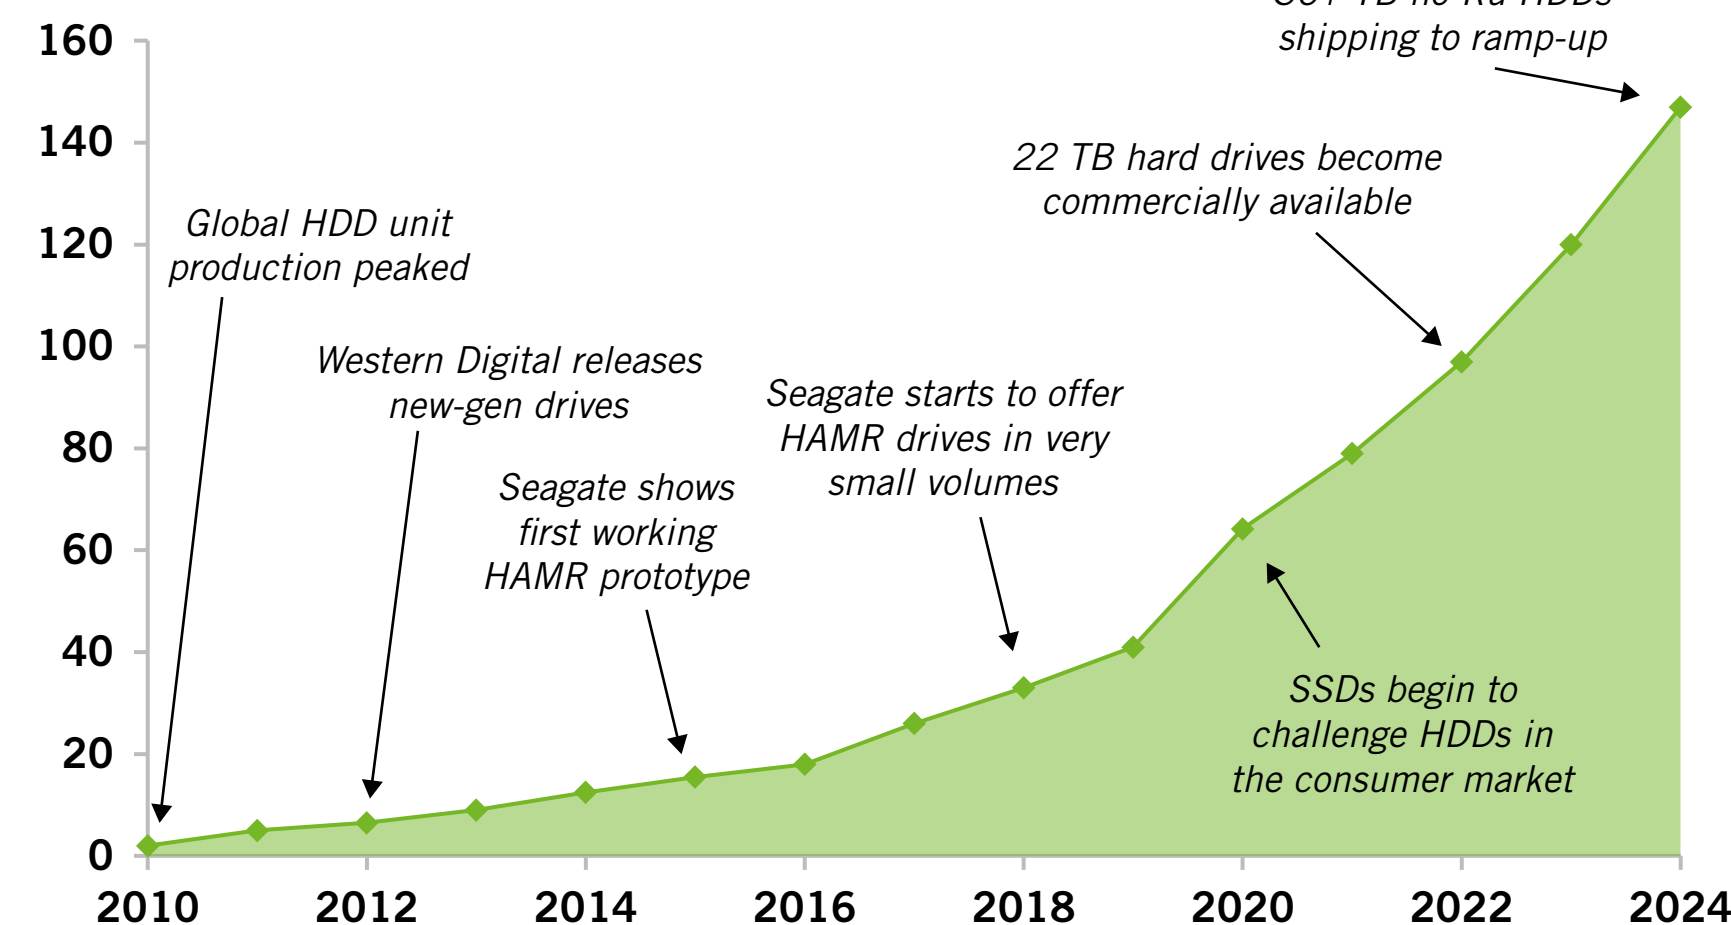 shipping to ramp-up
160
140
120
100
80
60
40
20
0
22 TB hard drives become
commercially available
Global HDD unit
production peaked
Western Digital releases
new-gen drives
Seagate starts to offer
HAMR drives in very
small volumes
Seagate shows
first working
HAMR prototype
SSDs begin to
challenge HDDs in
the consumer market
2010
2012
2014
2016
2018
2020
2022
2024